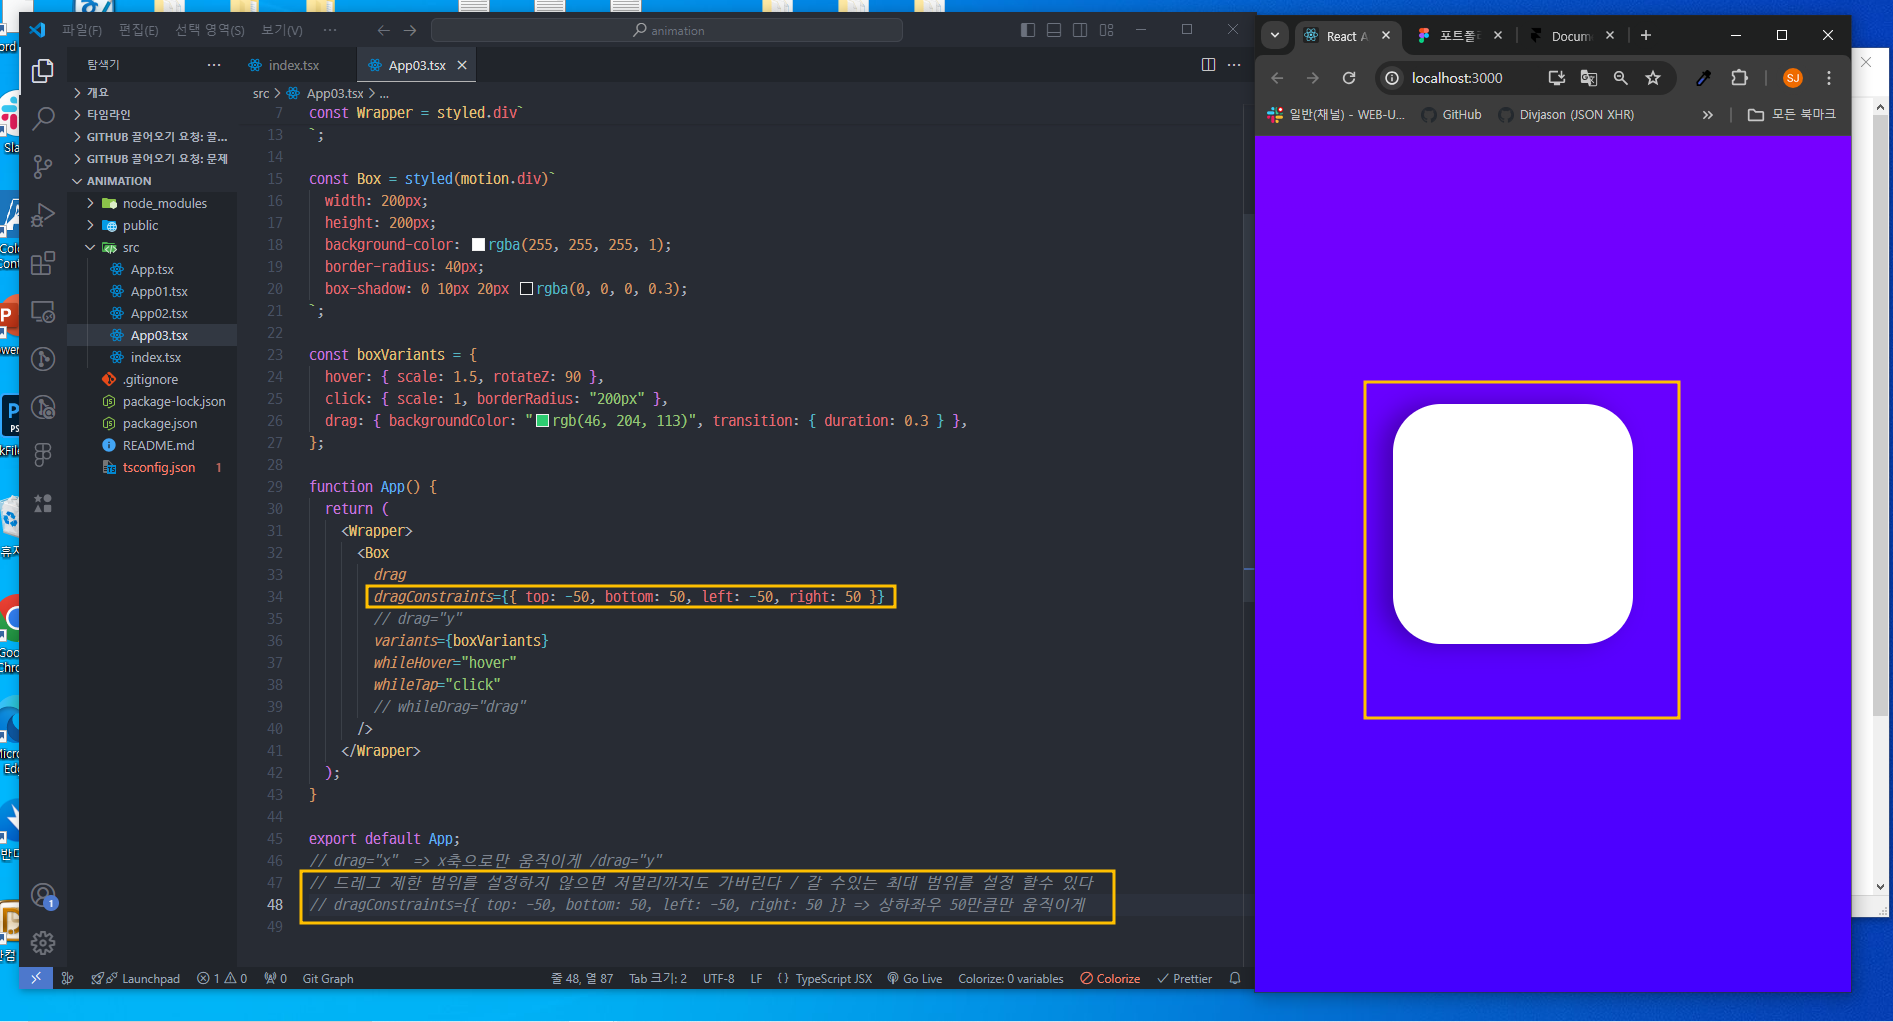 파일(F) 편집(E) 선택 영역(S) 보기(V) ··· animation
탐색기 ···
개요
타임라인
GITHUB 끌어오기 요청: 끌...
GITHUB 끌어오기 요청: 문제
ANIMATION
node_modules
public
src
App.tsx
App01.tsx
App02.tsx
App03.tsx
index.tsx
.gitignore
package-lock.json
package.json
README.md
tsconfig.json 1
index.tsx App03.tsx
src > App03.tsx > ...
7 const Wrapper = styled.div`
13 `;
14
15 const Box = styled(motion.div)`
16 width: 200px;
17 height: 200px;
18 background-color: rgba(255, 255, 255, 1);
19 border-radius: 40px;
20 box-shadow: 0 10px 20px rgba(0, 0, 0, 0.3);
21 `;
22
23 const boxVariants = {
24 hover: { scale: 1.5, rotateZ: 90 },
25 click: { scale: 1, borderRadius: "200px" },
26 drag: { backgroundColor: "rgb(46, 204, 113)", transition: { duration: 0.3 } },
27 };
28
29 function App() {
30 return (
31 <Wrapper>
32 <Box
33 drag
34 dragConstraints={{ top: -50, bottom: 50, left: -50, right: 50 }}
35 // drag="y"
36 variants={boxVariants}
37 whileHover="hover"
38 whileTap="click"
39 // whileDrag="drag"
40 />
41 </Wrapper>
42 );
43 }
44
45 export default App;
46 // drag="x" => x축으로만 움직이게 /drag="y"
47 // 드레그 제한 범위를 설정하지 않으면 저멀리까지도 가버린다 / 갈 수있는 최대 범위를 설정 할수 있다
48 // dragConstraints={{ top: -50, bottom: 50, left: -50, right: 50 }} => 상하좌우 50만큼만 움직이게
49
1
Launchpad 1 0 0 Git Graph 줄 48, 열 87 Tab 크기: 2 UTF-8 LF {} TypeScript JSX Go Live Colorize: 0 variables Colorize Prettier
React A 포트폴 Docum
localhost:3000 SJ
일반(채널) - WEB-U... GitHub Divjason (JSON XHR) » 모든 북마크